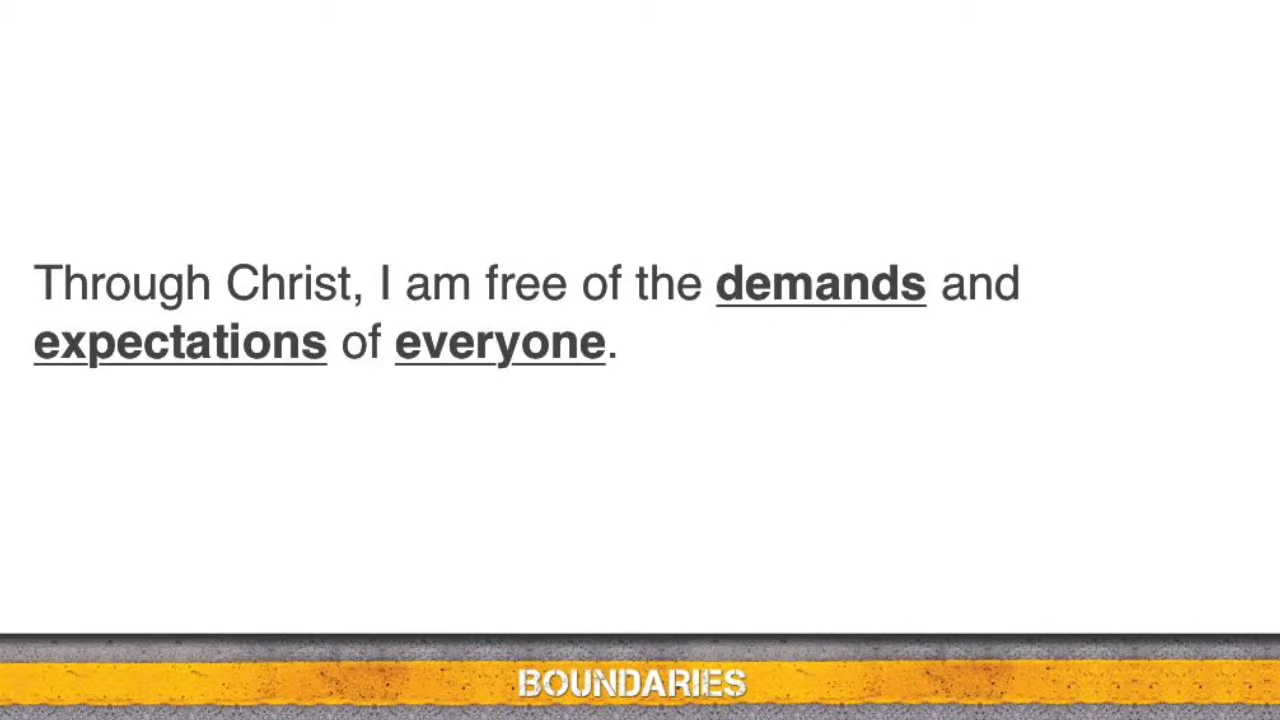 Through Christ, I am free of the demands and
expectations of everyone.
BOUNDARIES